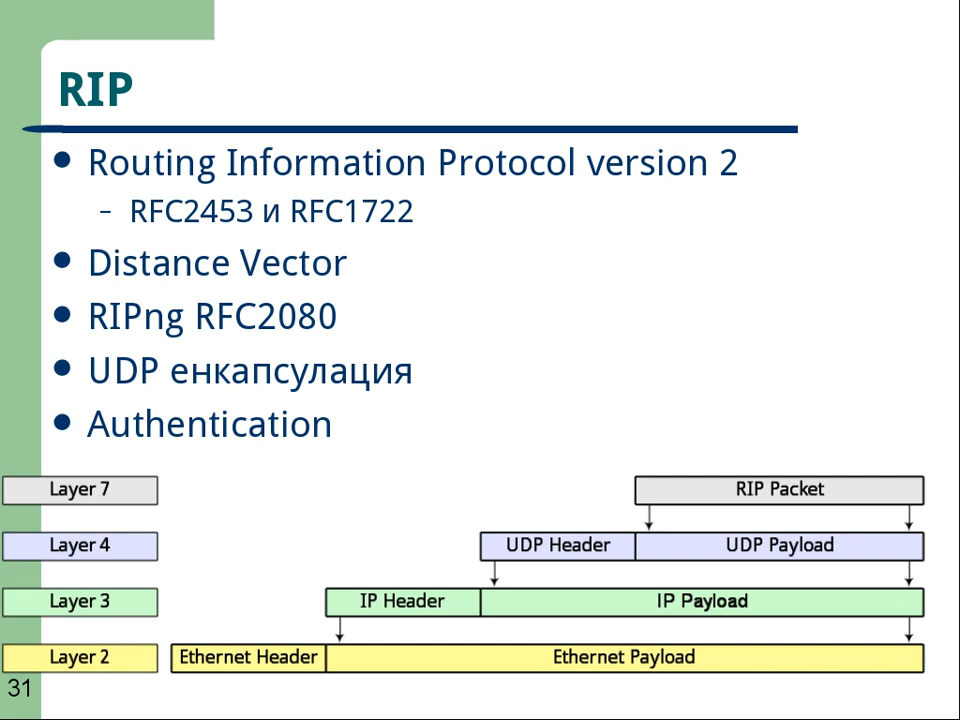 RIP
Routing Information Protocol version 2
– RFC2453 и RFC1722
Distance Vector
RIPng RFC2080
UDP енкапсулация
Authentication
Layer 7 RIP Packet
Layer 4 UDP Header UDP Payload
Layer 3 IP Header IP Payload
Layer 2 Ethernet Header Ethernet Payload
31